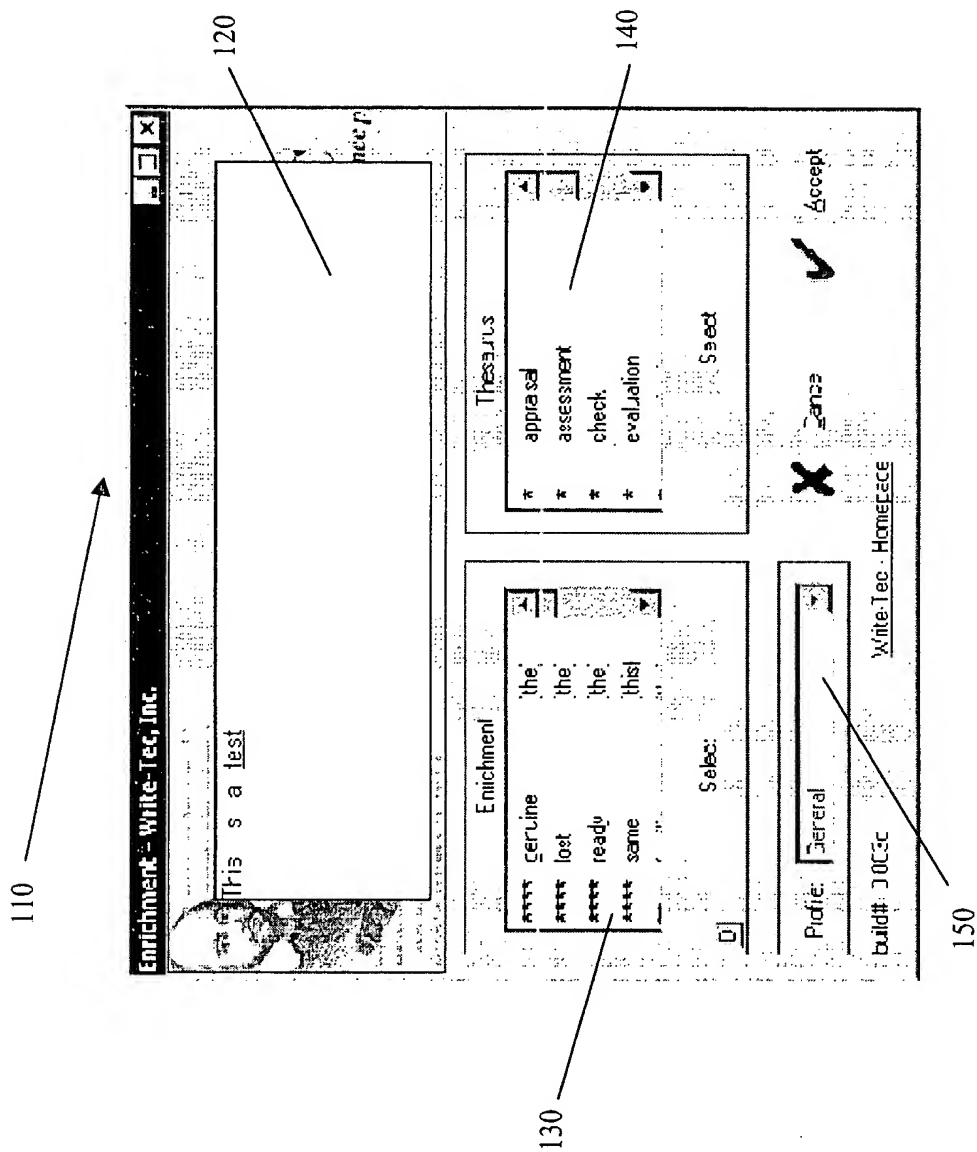 110
Enrichment - Write-Tec, Inc.
This s a test
120
Enrichment
**** genuine the
**** lost the
**** ready the
**** same this!
Select
130
Thesaurus
* appraisal
* assessment
* check
* evaluation
Select
140
Profile: General
150
Cance
Accept
build#
Write-Tec - Homepage